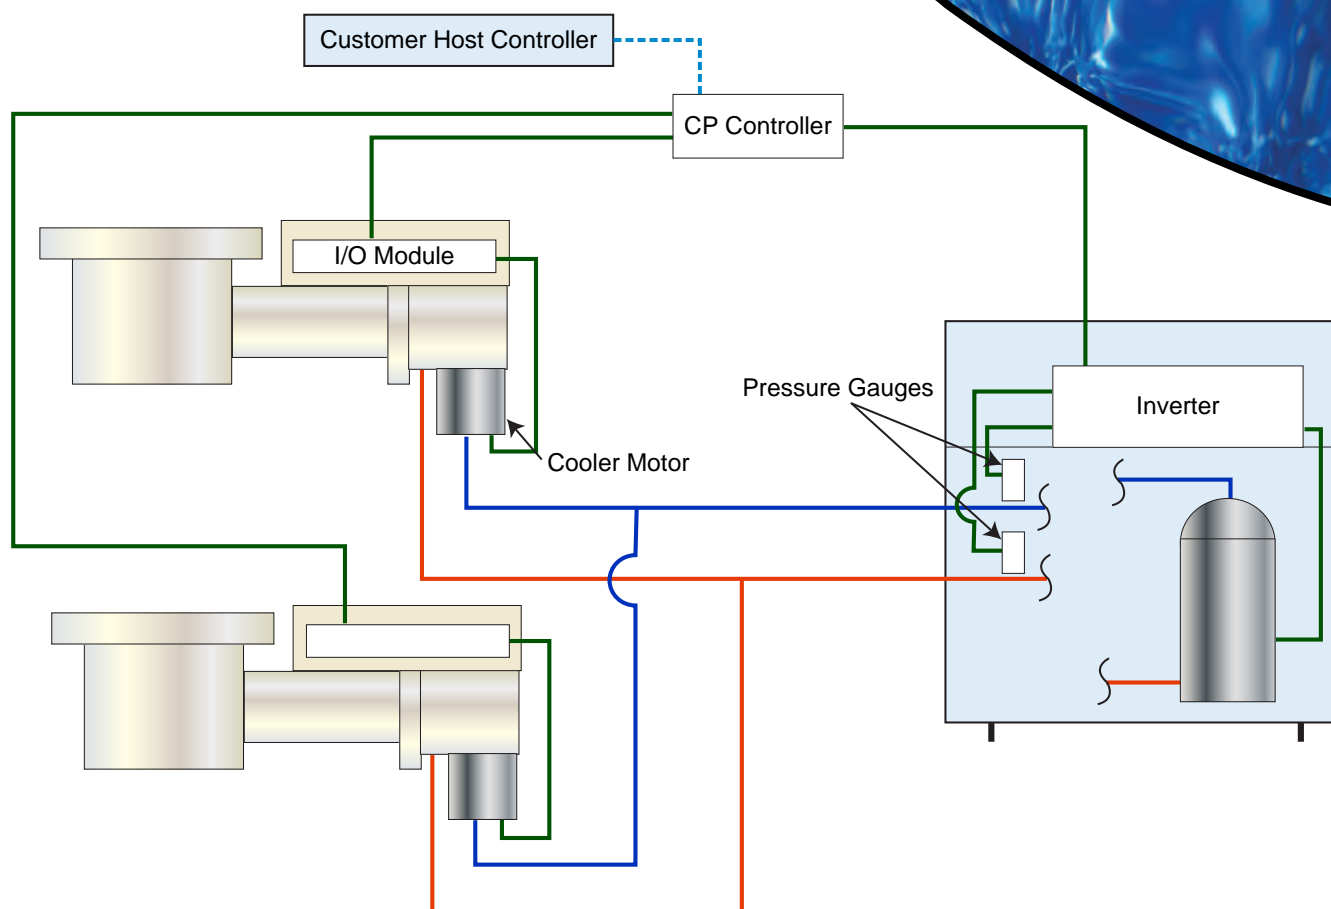 Customer Host Controller
CP Controller
I/O Module
Pressure Gauges
Inverter
Cooler Motor